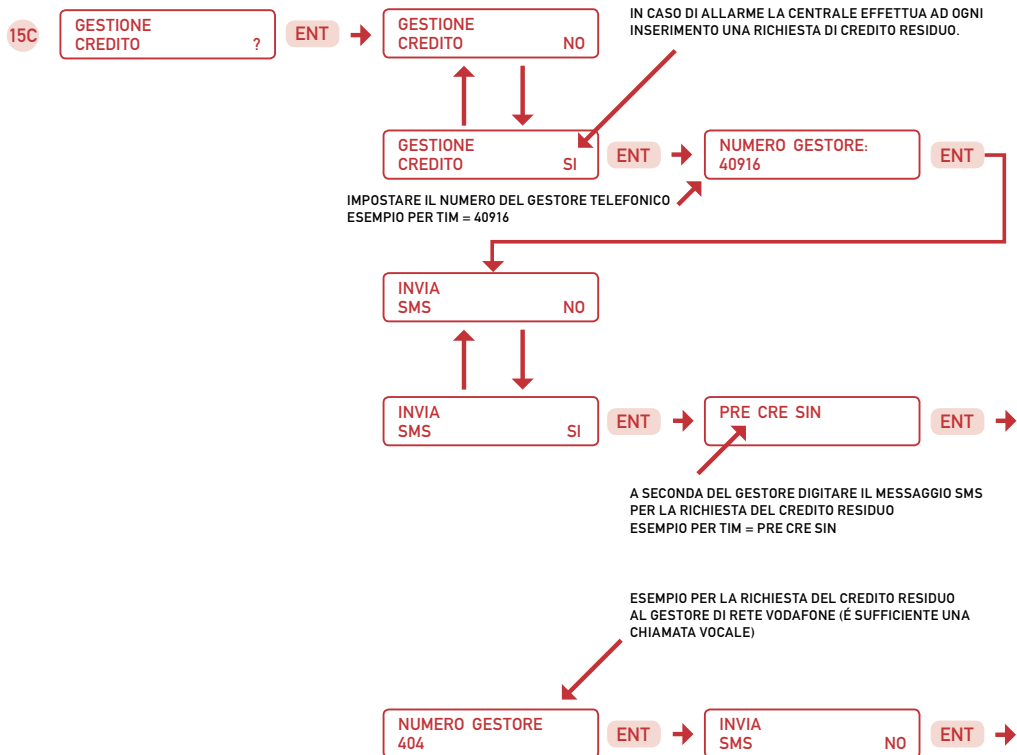 15C
GESTIONE
CREDITO ?
ENT
GESTIONE
CREDITO NO
IN CASO DI ALLARME LA CENTRALE EFFETTUA AD OGNI
INSERIMENTO UNA RICHIESTA DI CREDITO RESIDUO.
GESTIONE
CREDITO SI
ENT
NUMERO GESTORE:
40916
ENT
IMPOSTARE IL NUMERO DEL GESTORE TELEFONICO
ESEMPIO PER TIM = 40916
INVIA
SMS NO
INVIA
SMS SI
ENT
PRE CRE SIN
ENT
A SECONDA DEL GESTORE DIGITARE IL MESSAGGIO SMS
PER LA RICHIESTA DEL CREDITO RESIDUO
ESEMPIO PER TIM = PRE CRE SIN
ESEMPIO PER LA RICHIESTA DEL CREDITO RESIDUO
AL GESTORE DI RETE VODAFONE (É SUFFICIENTE UNA
CHIAMATA VOCALE)
NUMERO GESTORE
404
ENT
INVIA
SMS NO
ENT